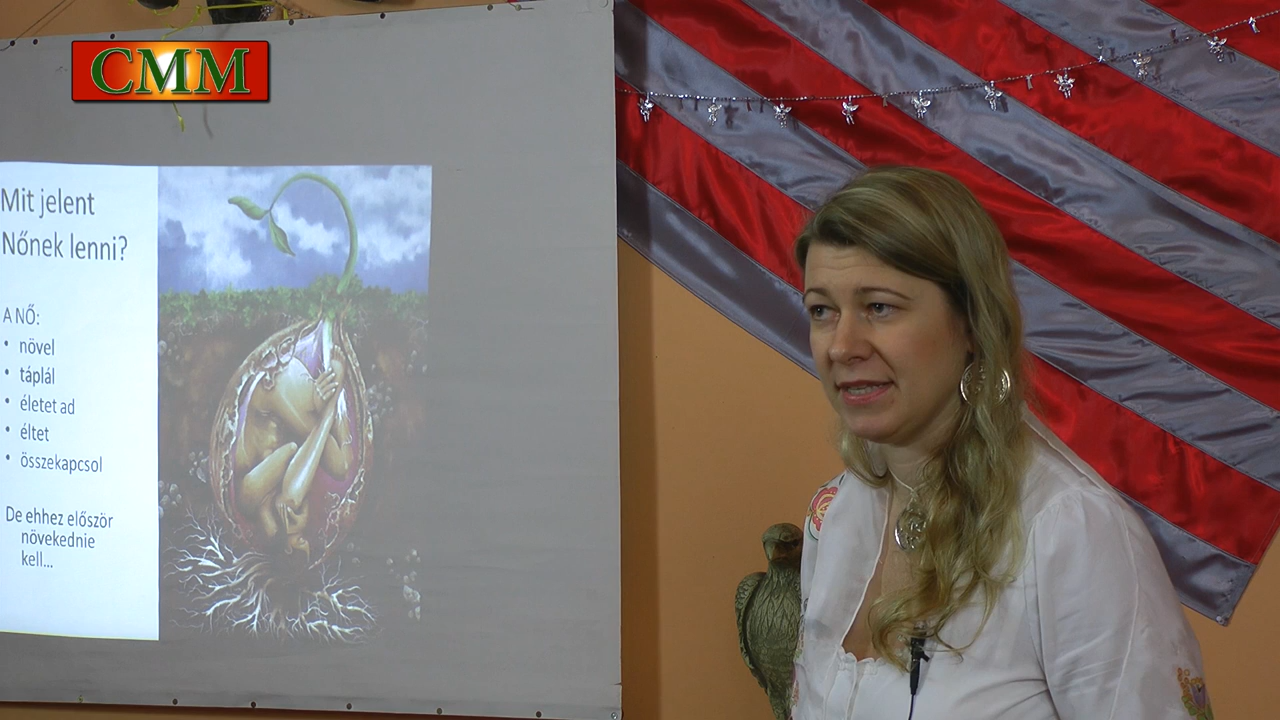 CMM
Mit jelent
Nőnek lenni?
A NŐ:
• növel
• táplál
• életet ad
• éltet
• összekapcsol
De ehhez először
növekednie
kell...